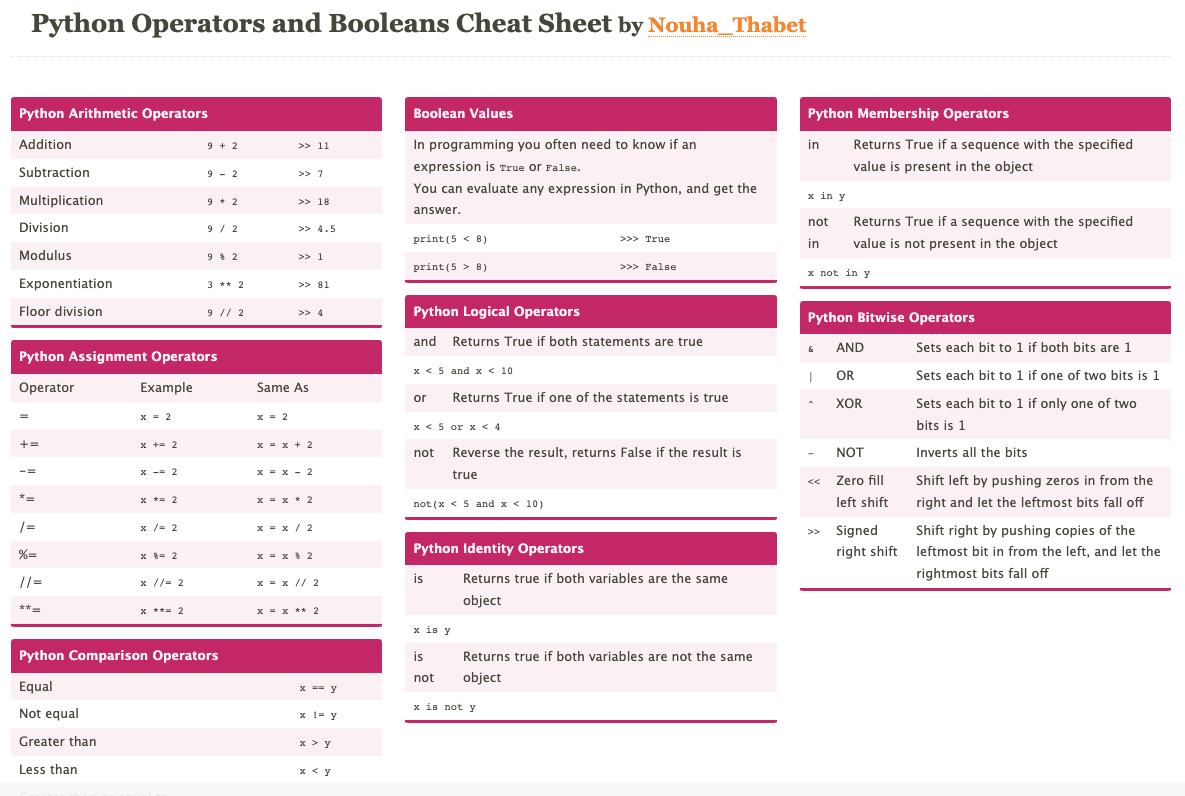 Python Operators and Booleans Cheat Sheet by Nouha_Thabet
Python Arithmetic Operators
Addition 9 + 2 >> 11
Subtraction 9 - 2 >> 7
Multiplication 9 * 2 >> 18
Division 9 / 2 >> 4.5
Modulus 9 % 2 >> 1
Exponentiation 3 ** 2 >> 81
Floor division 9 // 2 >> 4
Python Assignment Operators
Operator Example Same As
= x = 2 x = 2
+= x += 2 x = x + 2
-= x -= 2 x = x - 2
*= x *= 2 x = x * 2
/= x /= 2 x = x / 2
%= x %= 2 x = x % 2
//= x //= 2 x = x // 2
**= x **= 2 x = x ** 2
Python Comparison Operators
Equal x == y
Not equal x != y
Greater than x > y
Less than x < y
Boolean Values
In programming you often need to know if an
expression is True or False.
You can evaluate any expression in Python, and get the
answer.
print(5 < 8) >>> True
print(5 > 8) >>> False
Python Logical Operators
and Returns True if both statements are true
x < 5 and x < 10
or Returns True if one of the statements is true
x < 5 or x < 4
not Reverse the result, returns False if the result is
true
not(x < 5 and x < 10)
Python Identity Operators
is Returns true if both variables are the same
object
x is y
is Returns true if both variables are not the same
not object
x is not y
Python Membership Operators
in Returns True if a sequence with the specified
value is present in the object
x in y
not Returns True if a sequence with the specified
in value is not present in the object
x not in y
Python Bitwise Operators
& AND Sets each bit to 1 if both bits are 1
| OR Sets each bit to 1 if one of two bits is 1
^ XOR Sets each bit to 1 if only one of two
bits is 1
~ NOT Inverts all the bits
<< Zero fill Shift left by pushing zeros in from the
left shift right and let the leftmost bits fall off
>> Signed Shift right by pushing copies of the
right shift leftmost bit in from the left, and let the
rightmost bits fall off